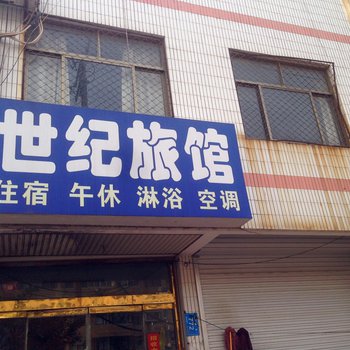 世纪旅馆
住宿 午休 淋浴 空调